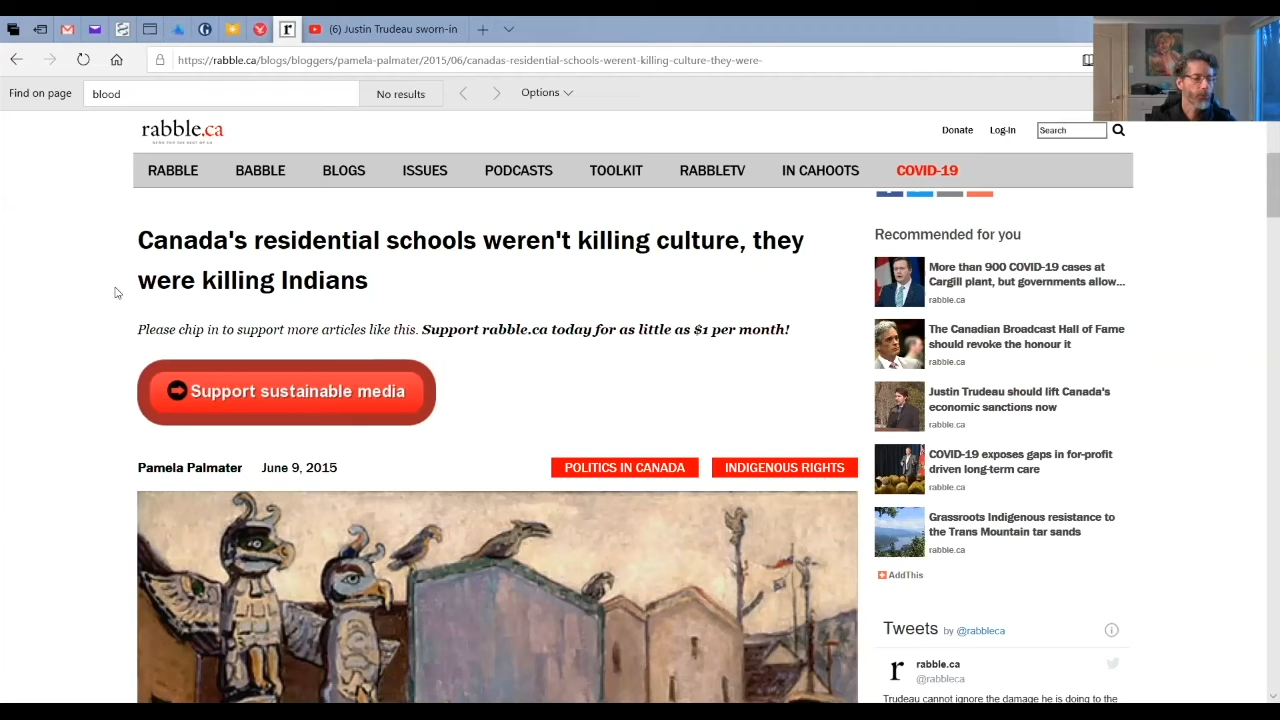 (6) Justin Trudeau sworn-in
https://rabble.ca/blogs/bloggers/pamela-palmater/2015/06/canadas-residential-schools-werent-killing-culture-they-were-
Find on page
blood
No results
Options
rabble.ca
Donate
Log-In
Search
RABBLE
BABBLE
BLOGS
ISSUES
PODCASTS
TOOLKIT
RABBLETV
IN CAHOOTS
COVID-19
Canada's residential schools weren't killing culture, they
were killing Indians
Please chip in to support more articles like this. Support rabble.ca today for as little as $1 per month!
Support sustainable media
Pamela Palmater
June 9, 2015
POLITICS IN CANADA
INDIGENOUS RIGHTS
Recommended for you
More than 900 COVID-19 cases at
Cargill plant, but governments allow...
rabble.ca
The Canadian Broadcast Hall of Fame
should revoke the honour it
rabble.ca
Justin Trudeau should lift Canada's
economic sanctions now
rabble.ca
COVID-19 exposes gaps in for-profit
driven long-term care
rabble.ca
Grassroots Indigenous resistance to
the Trans Mountain tar sands
rabble.ca
AddThis
Tweets by @rabbleca
r
rabble.ca
@rabbleca
Trudeau cannot ignore the damage he is doing to the